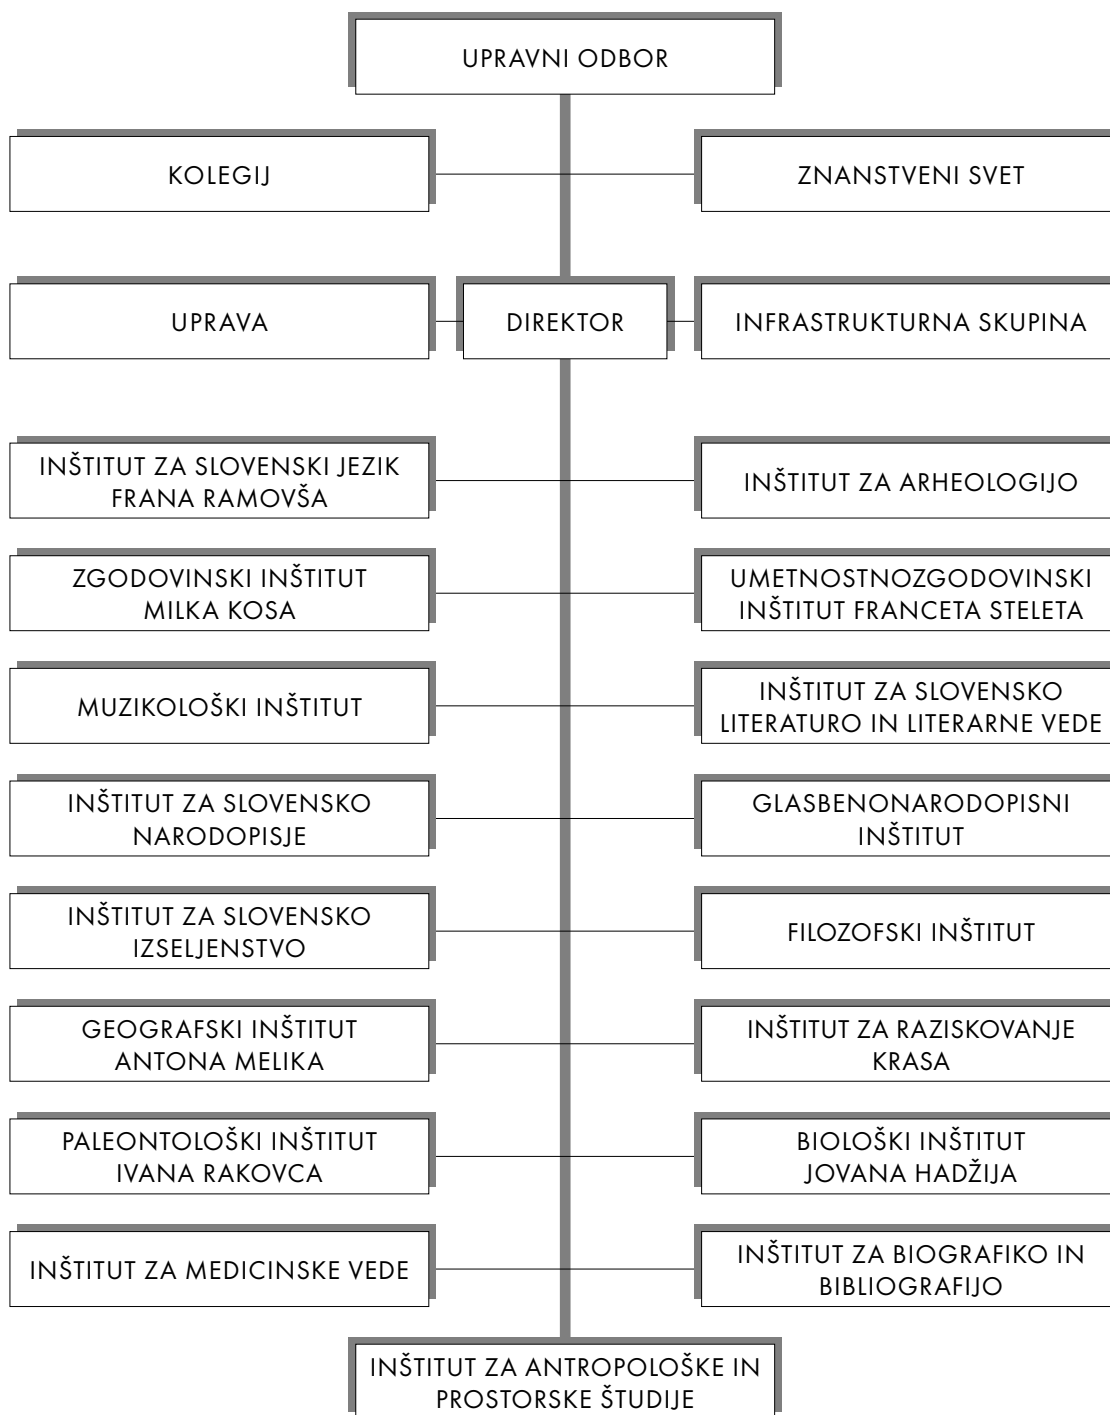 UPRAVNI ODBOR
KOLEGIJ
ZNANSTVENI SVET
UPRAVA
DIREKTOR
INFRASTRUKTURNA SKUPINA
INŠTITUT ZA SLOVENSKI JEZIK
FRANA RAMOVŠA
INŠTITUT ZA ARHEOLOGIJO
ZGODOVINSKI INŠTITUT
MILKA KOSA
UMETNOSTNOZGODOVINSKI
INŠTITUT FRANCETA STELETA
MUZIKOLOŠKI INŠTITUT
INŠTITUT ZA SLOVENSKO
LITERATURO IN LITERARNE VEDE
INŠTITUT ZA SLOVENSKO
NARODOPISJE
GLASBENONARODOPISNI
INŠTITUT
INŠTITUT ZA SLOVENSKO
IZSELJENSTVO
FILOZOFSKI INŠTITUT
GEOGRAFSKI INŠTITUT
ANTONA MELIKA
INŠTITUT ZA RAZISKOVANJE
KRASA
PALEONTOLOŠKI INŠTITUT
IVANA RAKOVCA
BIOLOŠKI INŠTITUT
JOVANA HADŽIJA
INŠTITUT ZA MEDICINSKE VEDE
INŠTITUT ZA BIOGRAFIKO IN
BIBLIOGRAFIJO
INŠTITUT ZA ANTROPOLOŠKE IN
PROSTORSKE ŠTUDIJE